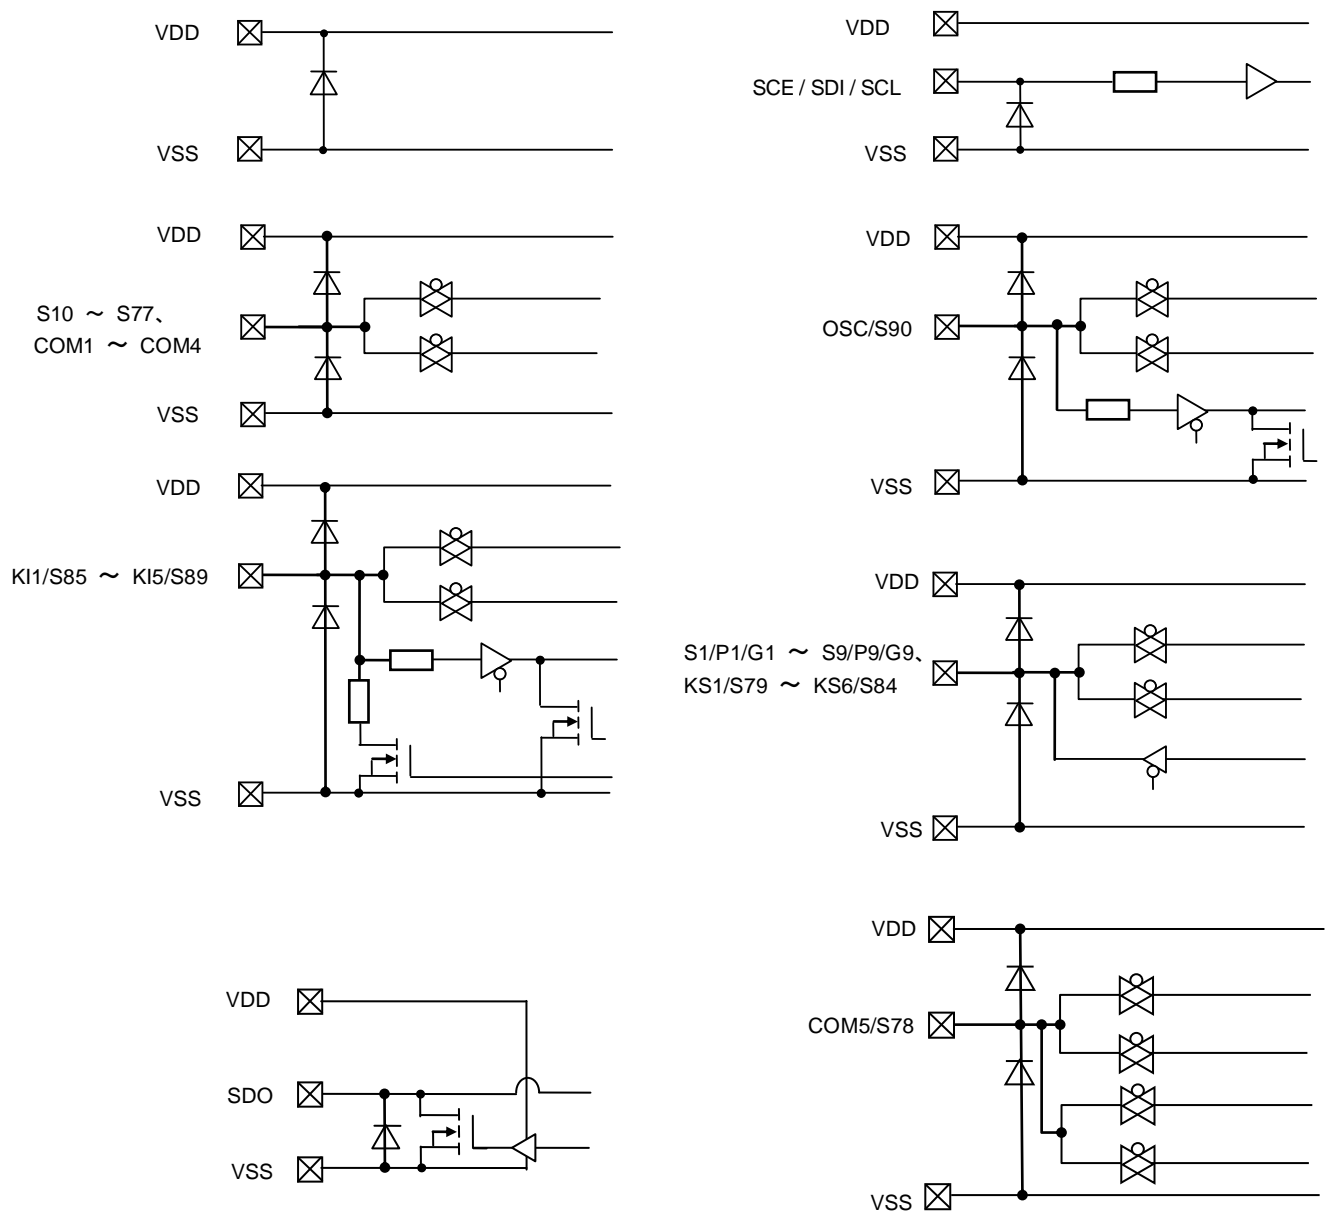 VDD
VSS
VDD
S10 ～ S77、
COM1 ～ COM4
VSS
VDD
KI1/S85 ～ KI5/S89
VSS
VDD
SDO
VSS
VDD
SCE / SDI / SCL
VSS
VDD
OSC/S90
VSS
VDD
S1/P1/G1 ～ S9/P9/G9、
KS1/S79 ～ KS6/S84
VSS
VDD
COM5/S78
VSS